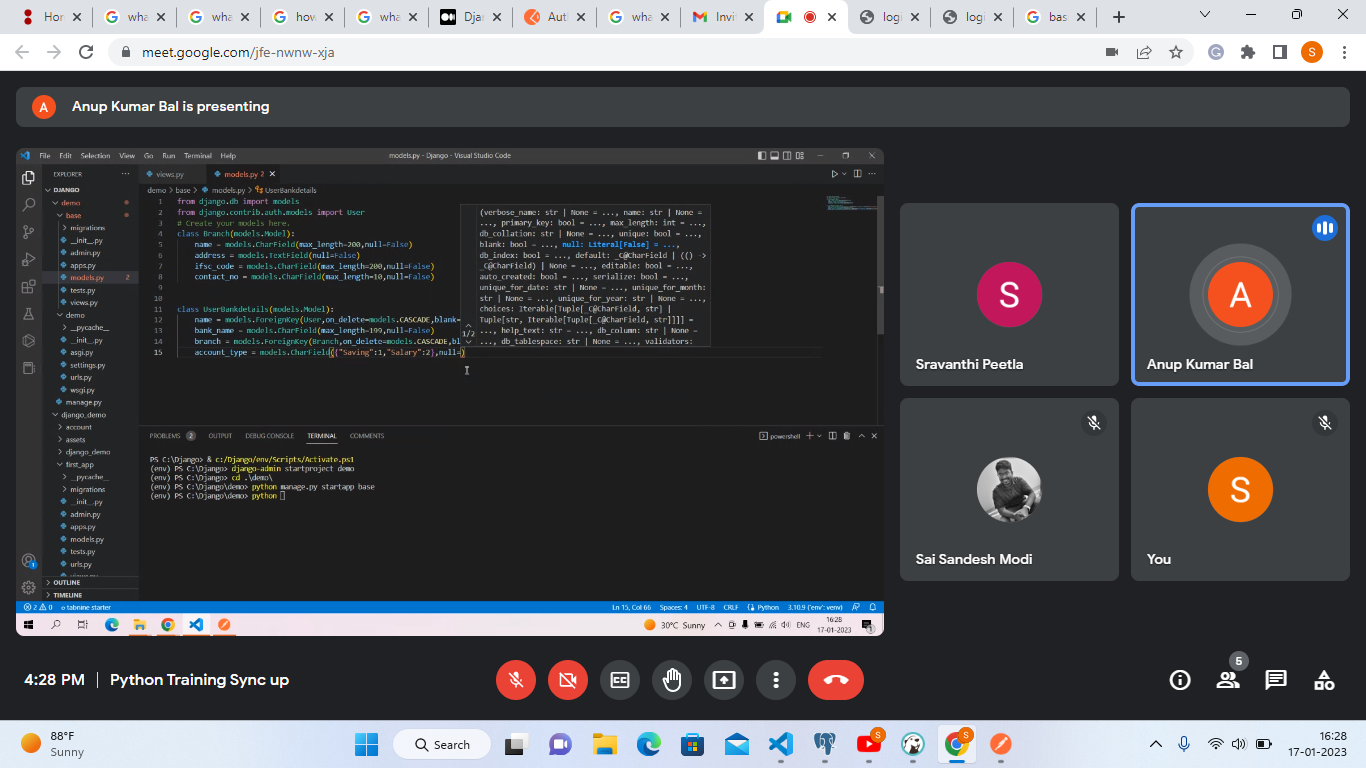 Hor
wha
wha
how
wha
Djar
Auth
wha
Invit
logi
logi
bas
meet.google.com/jfe-nwnw-xja
S
A Anup Kumar Bal is presenting
File Edit Selection View Go Run Terminal Help
models.py - Django - Visual Studio Code
EXPLORER
DJANGO
demo
base
migrations
__init__.py
admin.py
apps.py
models.py 2
tests.py
views.py
demo
__pycache__
__init__.py
asgi.py
settings.py
urls.py
wsgi.py
manage.py
django_demo
account
assets
django_demo
first_app
__pycache__
migrations
__init__.py
admin.py
apps.py
models.py
tests.py
urls.py
OUTLINE
TIMELINE
views.py models.py 2
demo > base > models.py > UserBankdetails
1 from django.db import models
2 from django.contrib.auth.models import User
3 # Create your models here.
4 class Branch(models.Model):
5 name = models.CharField(max_length=200,null=False)
6 address = models.TextField(null=False)
7 ifsc_code = models.CharField(max_length=200,null=False)
8 contact_no = models.CharField(max_length=10,null=False)
9
10
11 class UserBankdetails(models.Model):
12 name = models.ForeignKey(User,on_delete=models.CASCADE,blank=
13 bank_name = models.CharField(max_length=199,null=False)
14 branch = models.ForeignKey(Branch,on_delete=models.CASCADE,bl
15 account_type = models.CharField({"Saving":1,"Salary":2},null=)
1/2
(verbose_name: str | None = ..., name: str | None =
..., primary_key: bool = ..., max_length: int = ...,
db_collation: str | None = ..., unique: bool = ...,
blank: bool = ..., null: Literal[False] = ...,
db_index: bool = ..., default: _C@CharField | (() ->
_C@CharField) | None = ..., editable: bool = ...,
auto_created: bool = ..., serialize: bool = ...,
unique_for_date: str | None = ..., unique_for_month:
str | None = ..., unique_for_year: str | None = ...,
choices: Iterable[Tuple[_C@CharField, str] |
Tuple[str, Iterable[Tuple[_C@CharField, str]]]] =
..., help_text: str = ..., db_column: str | None =
..., db_tablespace: str | None = ..., validators:
PROBLEMS 2 OUTPUT DEBUG CONSOLE TERMINAL COMMENTS
powershell
PS C:\Django> & c:/Django/env/Scripts/Activate.ps1
(env) PS C:\Django> django-admin startproject demo
(env) PS C:\Django> cd .\demo\
(env) PS C:\Django\demo> python manage.py startapp base
(env) PS C:\Django\demo> python
2 0 tabnine starter
Ln 15, Col 66 Spaces: 4 UTF-8 CRLF Python 3.10.9 ('env': venv)
30°C Sunny
ENG
16:28
17-01-2023
1
S
Sravanthi Peetla
A
Anup Kumar Bal
Sai Sandesh Modi
S
You
4:28 PM | Python Training Sync up
5
88°F
Sunny
Search
S
S
16:28
17-01-2023